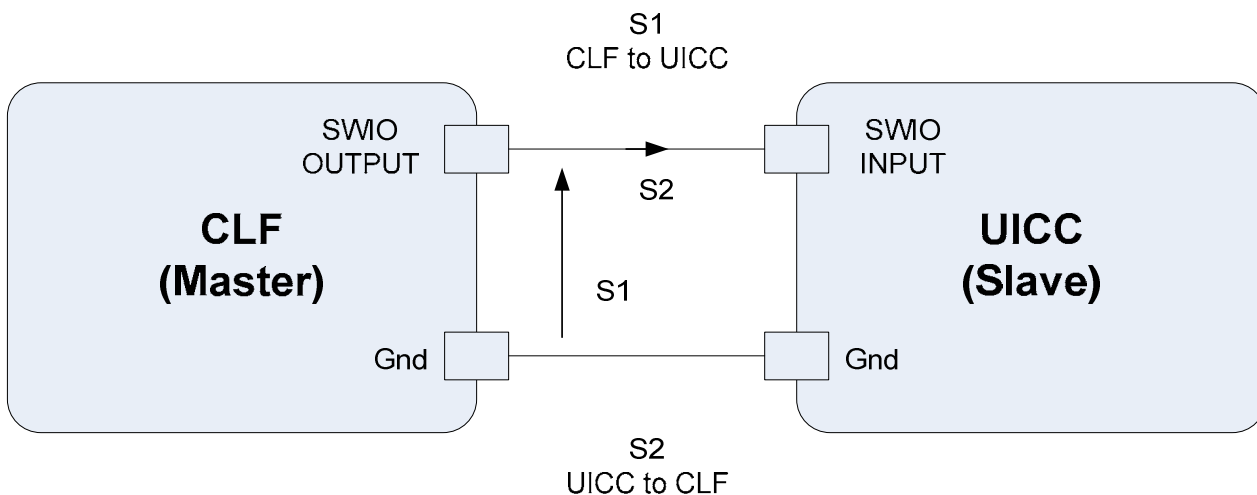 S1
CLF to UICC
SWIO
OUTPUT
SWIO
INPUT
S2
CLF
(Master)
UICC
(Slave)
S1
Gnd
Gnd
S2
UICC to CLF